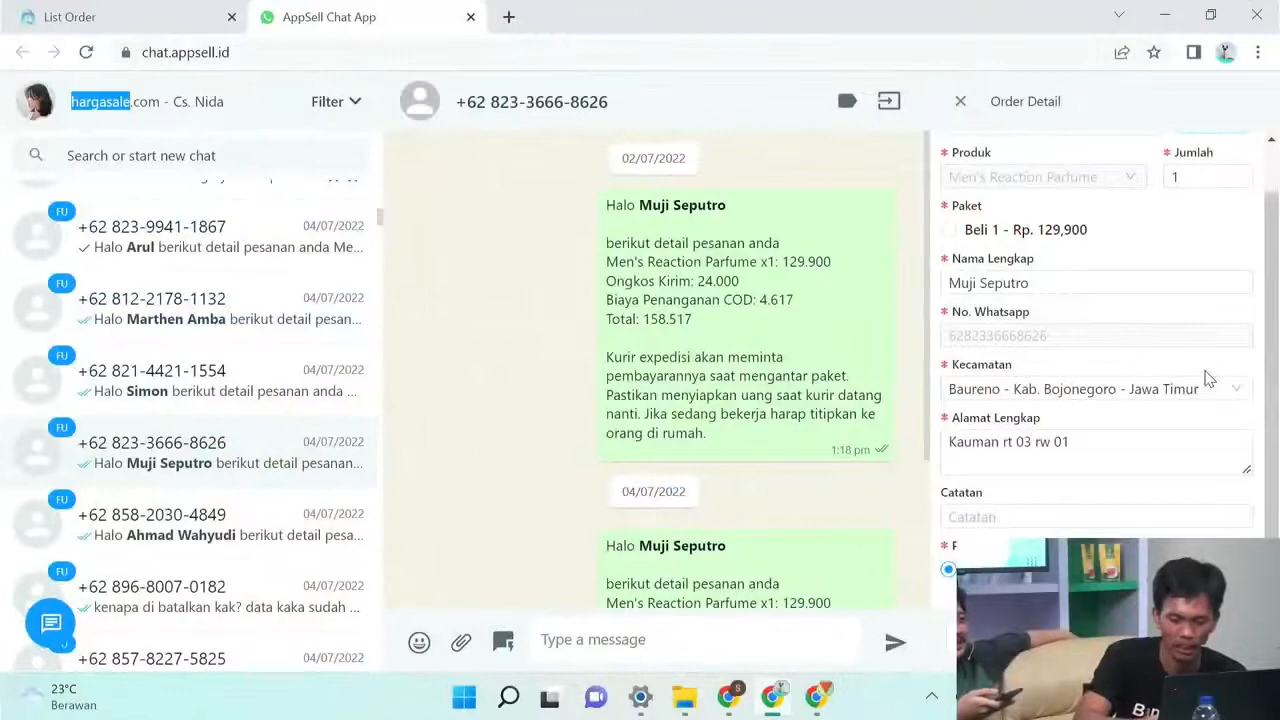 List Order
AppSell Chat App
chat.appsell.id
hargasale.com - Cs. Nida
Filter
Search or start new chat
FU
+62 823-9941-1867
04/07/2022
Halo Arul berikut detail pesanan anda Me...
FU
+62 812-2178-1132
04/07/2022
Halo Marthen Amba berikut detail pesan...
FU
+62 821-4421-1554
04/07/2022
Halo Simon berikut detail pesanan anda ...
FU
+62 823-3666-8626
04/07/2022
Halo Muji Seputro berikut detail pesanan...
FU
+62 858-2030-4849
04/07/2022
Halo Ahmad Wahyudi berikut detail pesa...
FU
+62 896-8007-0182
04/07/2022
kenapa di batalkan kak? data kaka sudah ...
+62 857-8227-5825
04/07/2022
+62 823-3666-8626
02/07/2022
Halo Muji Seputro
berikut detail pesanan anda
Men's Reaction Parfume x1: 129.900
Ongkos Kirim: 24.000
Biaya Penanganan COD: 4.617
Total: 158.517
Kurir expedisi akan meminta
pembayarannya saat mengantar paket.
Pastikan menyiapkan uang saat kurir datang
nanti. Jika sedang bekerja harap titipkan ke
orang di rumah.
1:18 pm
04/07/2022
Halo Muji Seputro
berikut detail pesanan anda
Men's Reaction Parfume x1: 129.900
Type a message
Order Detail
* Produk
* Jumlah
Men's Reaction Parfume
1
* Paket
Beli 1 - Rp. 129,900
* Nama Lengkap
Muji Seputro
* No. Whatsapp
6282336668626
* Kecamatan
Baureno - Kab. Bojonegoro - Jawa Timur
* Alamat Lengkap
Kauman rt 03 rw 01
Catatan
Catatan
23°C
Berawan